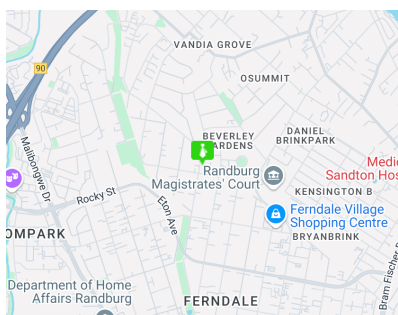 VANDIA GROVE
90
OSUMMIT
BEVERLEY
GARDENS
DANIEL
BRINKPARK
Malibongwe Dr
Randburg
Magistrates' Court
Medic
Sandton Hos
KENSINGTON B
Rocky St
Eton Ave
Ferndale Village
Shopping Centre
OMPARK
BRYANBRINK
Bram Fischer D
Department of Home
Affairs Randburg
FERNDALE